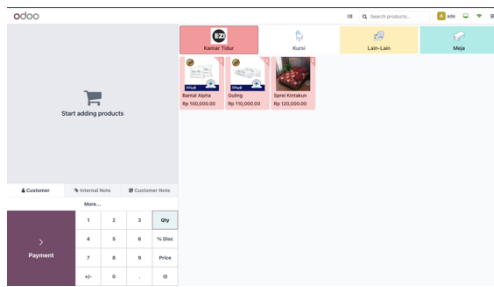 odoo
Search products...
A ado
EZI
Kamar Tidur
Kursi
Lain-Lain
Meja
Bantal Alpha
Rp 100,000.00
Guling
Rp 110,000.00
Sprei Kintakun
Rp 120,000.00
Start adding products
Customer
Internal Note
Customer Note
More...
1 2 3 Qty
4 5 6 % Disc
7 8 9 Price
+/- 0 .
Payment